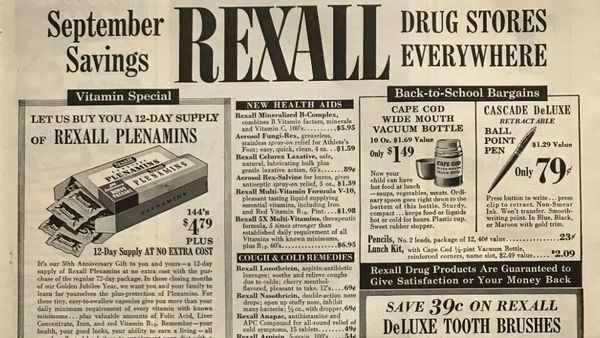 September
Savings
REXALL
DRUG STORES
EVERYWHERE
Vitamin Special
LET US BUY YOU A 12-DAY SUPPLY
OF REXALL PLENAMINS
PLENAMINS
PLENAMINS
144's
$4.79
PLUS
12-Day Supply AT NO EXTRA COST
It's our 50th Anniversary Gift to you and yours—a 12-day
supply of Rexall Plenamins at no extra cost with the pur-
chase of the regular 72-day package. In these closing months
of our Golden Jubilee Year, we want you and your family to
learn for yourselves the plus-protection of Plenamins. For
these tiny, easy-to-swallow capsules give you more than your
daily minimum requirement of every vitamin with known
minimums... plus valuable amounts of Folic Acid, Liver
Concentrate, Iron, and red Vitamin B12. Remember—your
health, your good looks, your ability to earn a living—all
NEW HEALTH AIDS
Rexall Mineralized B-Complex,
combines B Vitamin factors, minerals
and Vitamin C, 100's.........$5.95
Aerosol Fungi-Rex, greaseless,
stainless spray-on relief for Athlete's
Foot; easy, quick, clean, 4 oz. ..$1.59
Rexall Celurex Laxative, safe,
natural, lubricating bulk plus
gentle laxative action, 65's....89¢
Aerosol Rex-Salvine for burns, gives
antiseptic spray-on relief, 5 oz., $1.39
Rexall Multi-Vitamin Formula V-10,
pleasant tasting liquid supplying
essential vitamins, including Iron
and Red Vitamin B12. Pint....$1.98
Rexall 5X Multi-Vitamins, therapeutic
formula, 5 times stronger than
established daily requirement of all
Vitamins with known minimums,
plus B12. 60's...............$6.95
COUGH & COLD REMEDIES
Rexall Lozothricin, aspirin-antibiotic
lozenges; soothe and relieve coughs
due to colds; cherry menthol-
flavored, pleasant to take. 12's...69¢
Rexall Nasothricin, double-action nose
drops; open up stuffy nose, inhibit
many bacteria; ½ oz., with dropper, 69¢
Rexall Anapac, antihistamine and
APC Compound for all-round relief of
cold symptoms, 15 tablets......49¢
Rexall Aspirin, 5-grain 100's....54¢
Back-to-School Bargains
CAPE COD
WIDE MOUTH
VACUUM BOTTLE
10 Oz. $1.69 Value
Only $1.49
CAPE COD
Now your
child can
have hot
food at lunch
—soups, vegetables, meats. Ordi-
nary spoon goes right down to the
bottom of this bottle. Sturdy,
compact... keeps food or liquids
hot or cold for hours. Plastic cup,
Sweet rubber stopper.
CASCADE DeLUXE
RETRACTABLE
BALL
POINT
PEN
$1.29 Value
Only 79¢
Press button to write... press
clip to retract. Non-Smear
Ink. Won't transfer. Smooth-
writing point. In Blue, Black,
or Maroon with gold trim.
Pencils, No. 2 leads, package of 12, 40¢ value.....23¢
Lunch Kit, with Cape Cod ½-pint Vacuum Bottle,
reinforced corners, name slot, $2.49 value......$2.09
Rexall Drug Products Are Guaranteed to
Give Satisfaction or Your Money Back
SAVE 39¢ ON REXALL
DeLUXE TOOTH BRUSHES